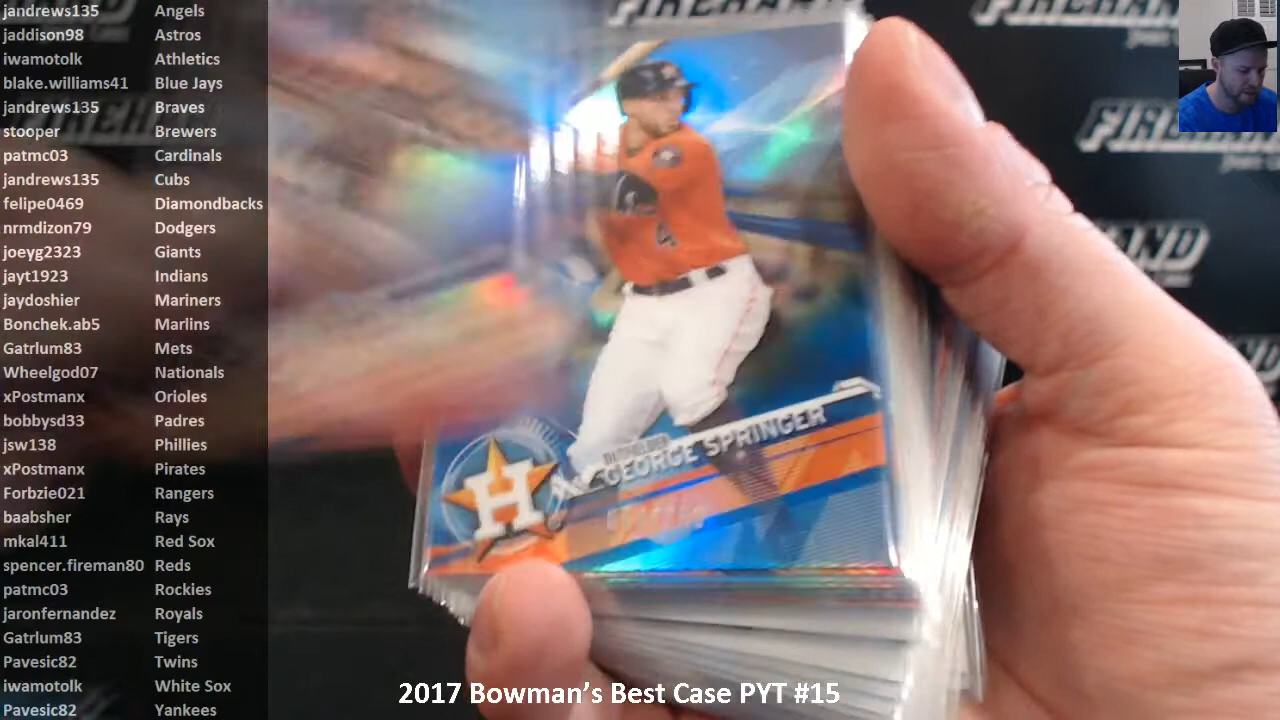 jandrews135 Angels
jaddison98 Astros
iwamotolk Athletics
blake.williams41 Blue Jays
jandrews135 Braves
stooper Brewers
patmc03 Cardinals
jandrews135 Cubs
felipe0469 Diamondbacks
nrmdizon79 Dodgers
joeyg2323 Giants
jayt1923 Indians
jaydoshier Mariners
Bonchek.ab5 Marlins
Gatrlum83 Mets
Wheelgod07 Nationals
xPostmanx Orioles
bobbysd33 Padres
jsw138 Phillies
xPostmanx Pirates
Forbzie021 Rangers
baabsher Rays
mkal411 Red Sox
spencer.fireman80 Reds
patmc03 Rockies
jaronfernandez Royals
Gatrlum83 Tigers
Pavesic82 Twins
iwamotolk White Sox
Pavesic82 Yankees
FIREHAND
4
GEORGE SPRINGER
H
2017 Bowman's Best Case PYT #15